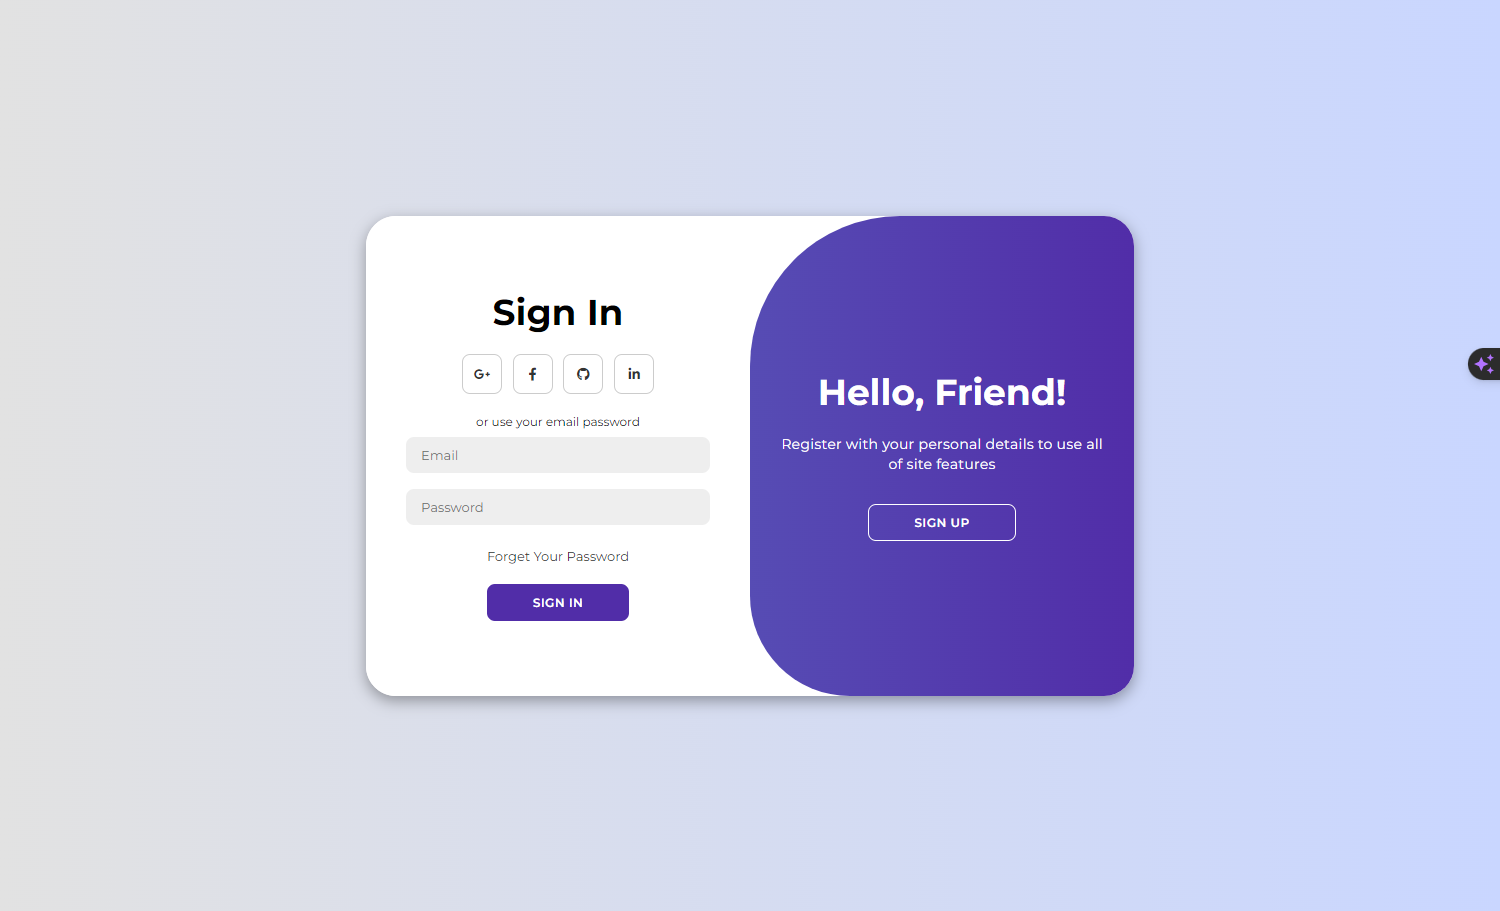 Sign In
G+
f
in
or use your email password
Email
Password
Forget Your Password
SIGN IN
Hello, Friend!
Register with your personal details to use all
of site features
SIGN UP